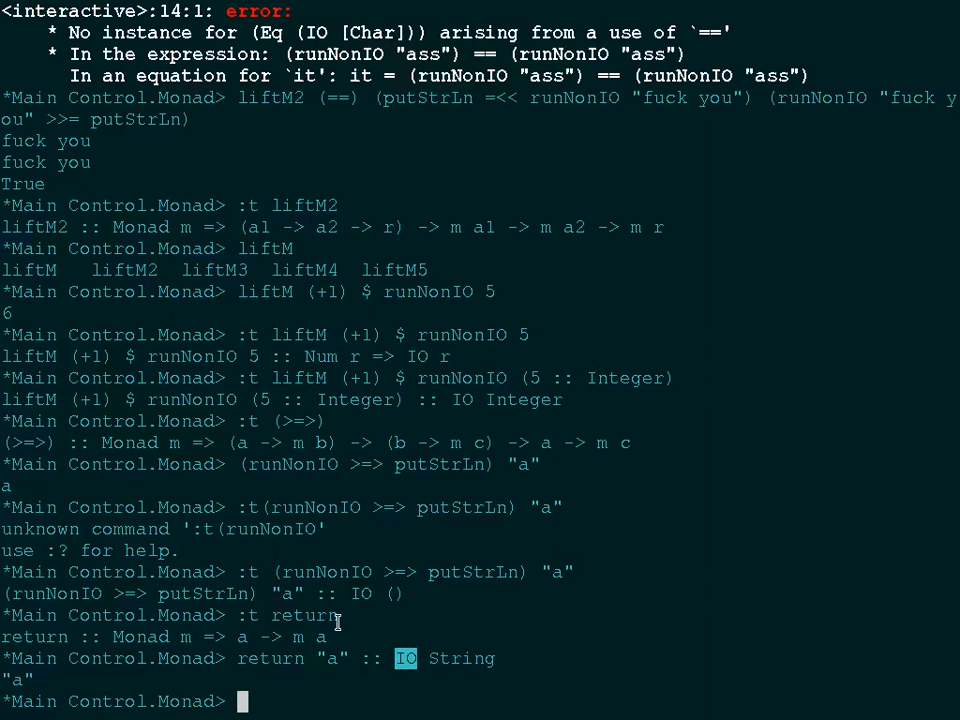 <interactive>:14:1: error:
    * No instance for (Eq (IO [Char])) arising from a use of `=='
    * In the expression: (runNonIO "ass") == (runNonIO "ass")
      In an equation for `it': it = (runNonIO "ass") == (runNonIO "ass")
*Main Control.Monad> liftM2 (==) (putStrLn =<< runNonIO "fuck you") (runNonIO "fuck y
ou" >>= putStrLn)
fuck you
fuck you
True
*Main Control.Monad> :t liftM2
liftM2 :: Monad m => (a1 -> a2 -> r) -> m a1 -> m a2 -> m r
*Main Control.Monad> liftM
liftM   liftM2  liftM3  liftM4  liftM5
*Main Control.Monad> liftM (+1) $ runNonIO 5
6
*Main Control.Monad> :t liftM (+1) $ runNonIO 5
liftM (+1) $ runNonIO 5 :: Num r => IO r
*Main Control.Monad> :t liftM (+1) $ runNonIO (5 :: Integer)
liftM (+1) $ runNonIO (5 :: Integer) :: IO Integer
*Main Control.Monad> :t (>=>)
(>=>) :: Monad m => (a -> m b) -> (b -> m c) -> a -> m c
*Main Control.Monad> (runNonIO >=> putStrLn) "a"
a
*Main Control.Monad> :t(runNonIO >=> putStrLn) "a"
unknown command ':t(runNonIO'
use :? for help.
*Main Control.Monad> :t (runNonIO >=> putStrLn) "a"
(runNonIO >=> putStrLn) "a" :: IO ()
*Main Control.Monad> :t return
return :: Monad m => a -> m a
*Main Control.Monad> return "a" :: IO String
"a"
*Main Control.Monad>